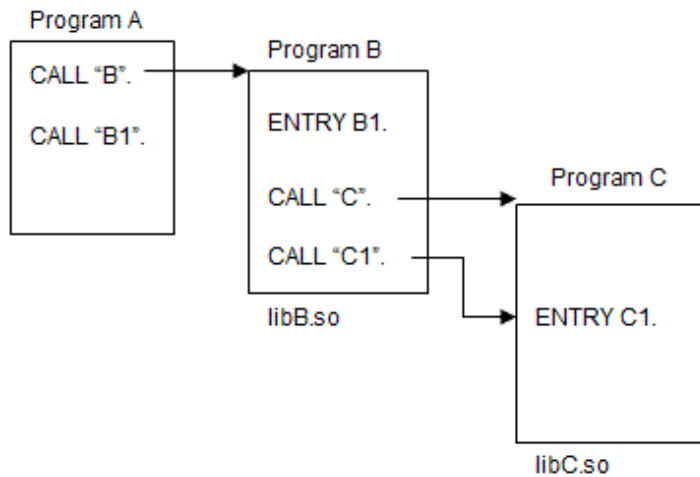 Program A
CALL “B”.
CALL “B1”.
Program B
ENTRY B1.
CALL “C”.
CALL “C1”.
libB.so
Program C
ENTRY C1.
libC.so